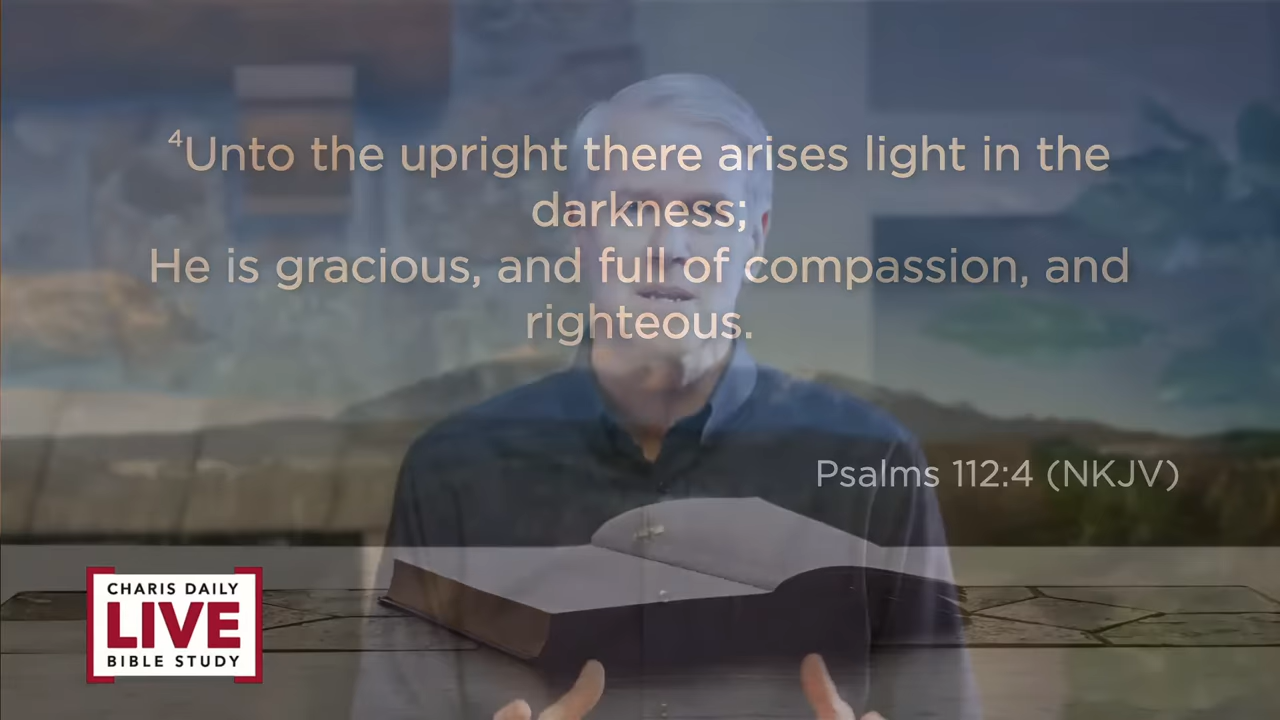 ⁴Unto the upright there arises light in the
darkness;
He is gracious, and full of compassion, and
righteous.
Psalms 112:4 (NKJV)
CHARIS DAILY
LIVE
BIBLE STUDY